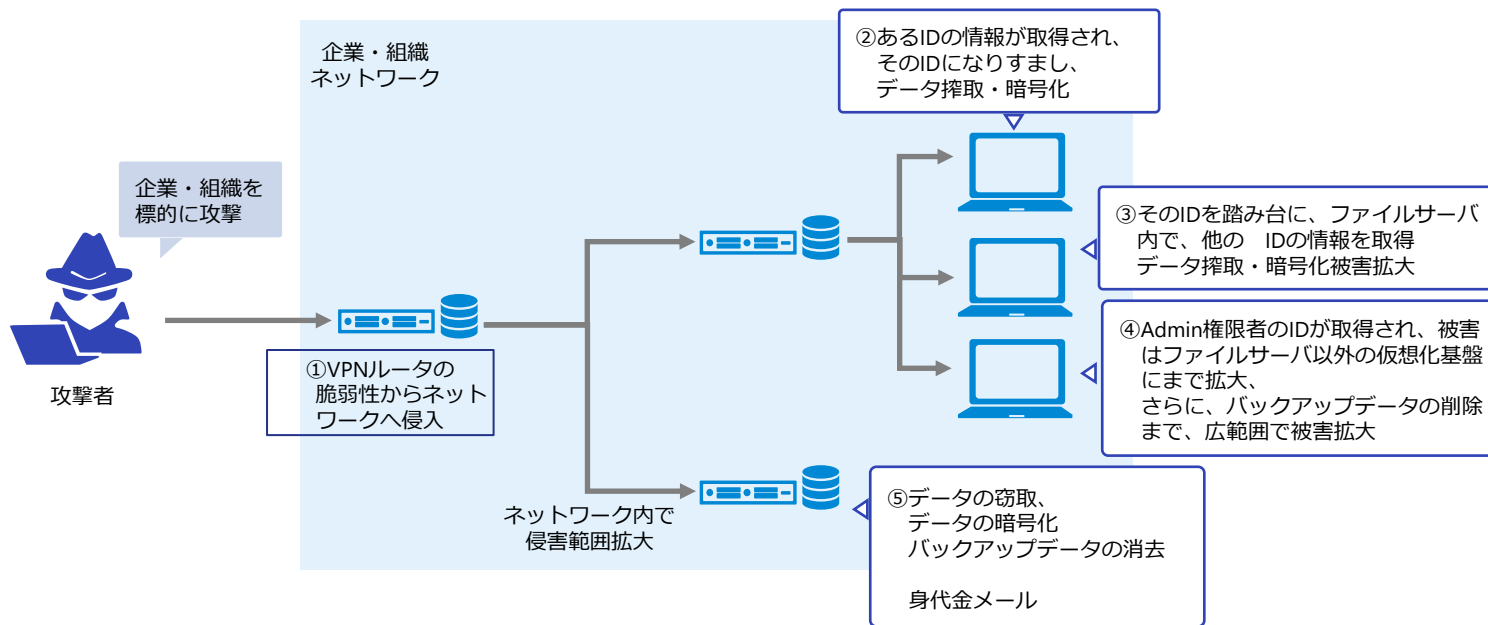 企業・組織
ネットワーク
②あるIDの情報が取得され、
そのIDになりすまし、
データ搾取・暗号化
企業・組織を
標的に攻撃
③そのIDを踏み台に、ファイルサーバ
内で、他の　IDの情報を取得
データ搾取・暗号化被害拡大
攻撃者
①VPNルータの
脆弱性からネット
ワークへ侵入
④Admin権限者のIDが取得され、被害
はファイルサーバ以外の仮想化基盤
にまで拡大、
さらに、バックアップデータの削除
まで、広範囲で被害拡大
ネットワーク内で
侵害範囲拡大
⑤データの窃取、
データの暗号化
バックアップデータの消去
身代金メール